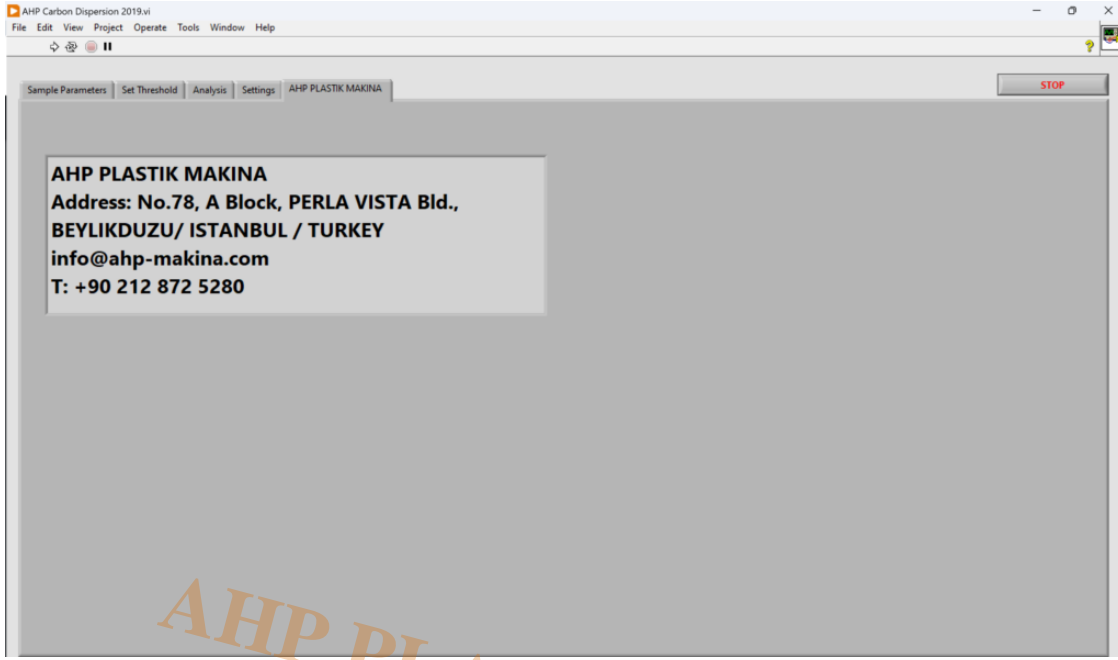 AHP Carbon Dispersion 2019.vi
File Edit View Project Operate Tools Window Help
Sample Parameters Set Threshold Analysis Settings AHP PLASTIK MAKINA
STOP
AHP PLASTIK MAKINA
Address: No.78, A Block, PERLA VISTA Bld.,
BEYLIKDUZU/ ISTANBUL / TURKEY
info@ahp-makina.com
T: +90 212 872 5280
AHP